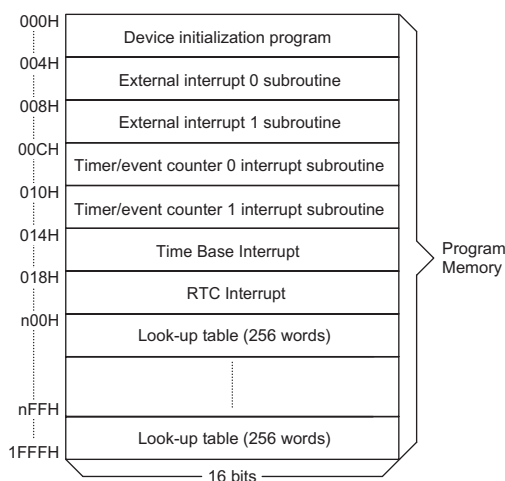 000H
Device initialization program
004H
External interrupt 0 subroutine
008H
External interrupt 1 subroutine
00CH
Timer/event counter 0 interrupt subroutine
010H
Timer/event counter 1 interrupt subroutine
014H
Time Base Interrupt
018H
RTC Interrupt
n00H
Look-up table (256 words)
nFFH
Look-up table (256 words)
1FFFH
16 bits
Program
Memory